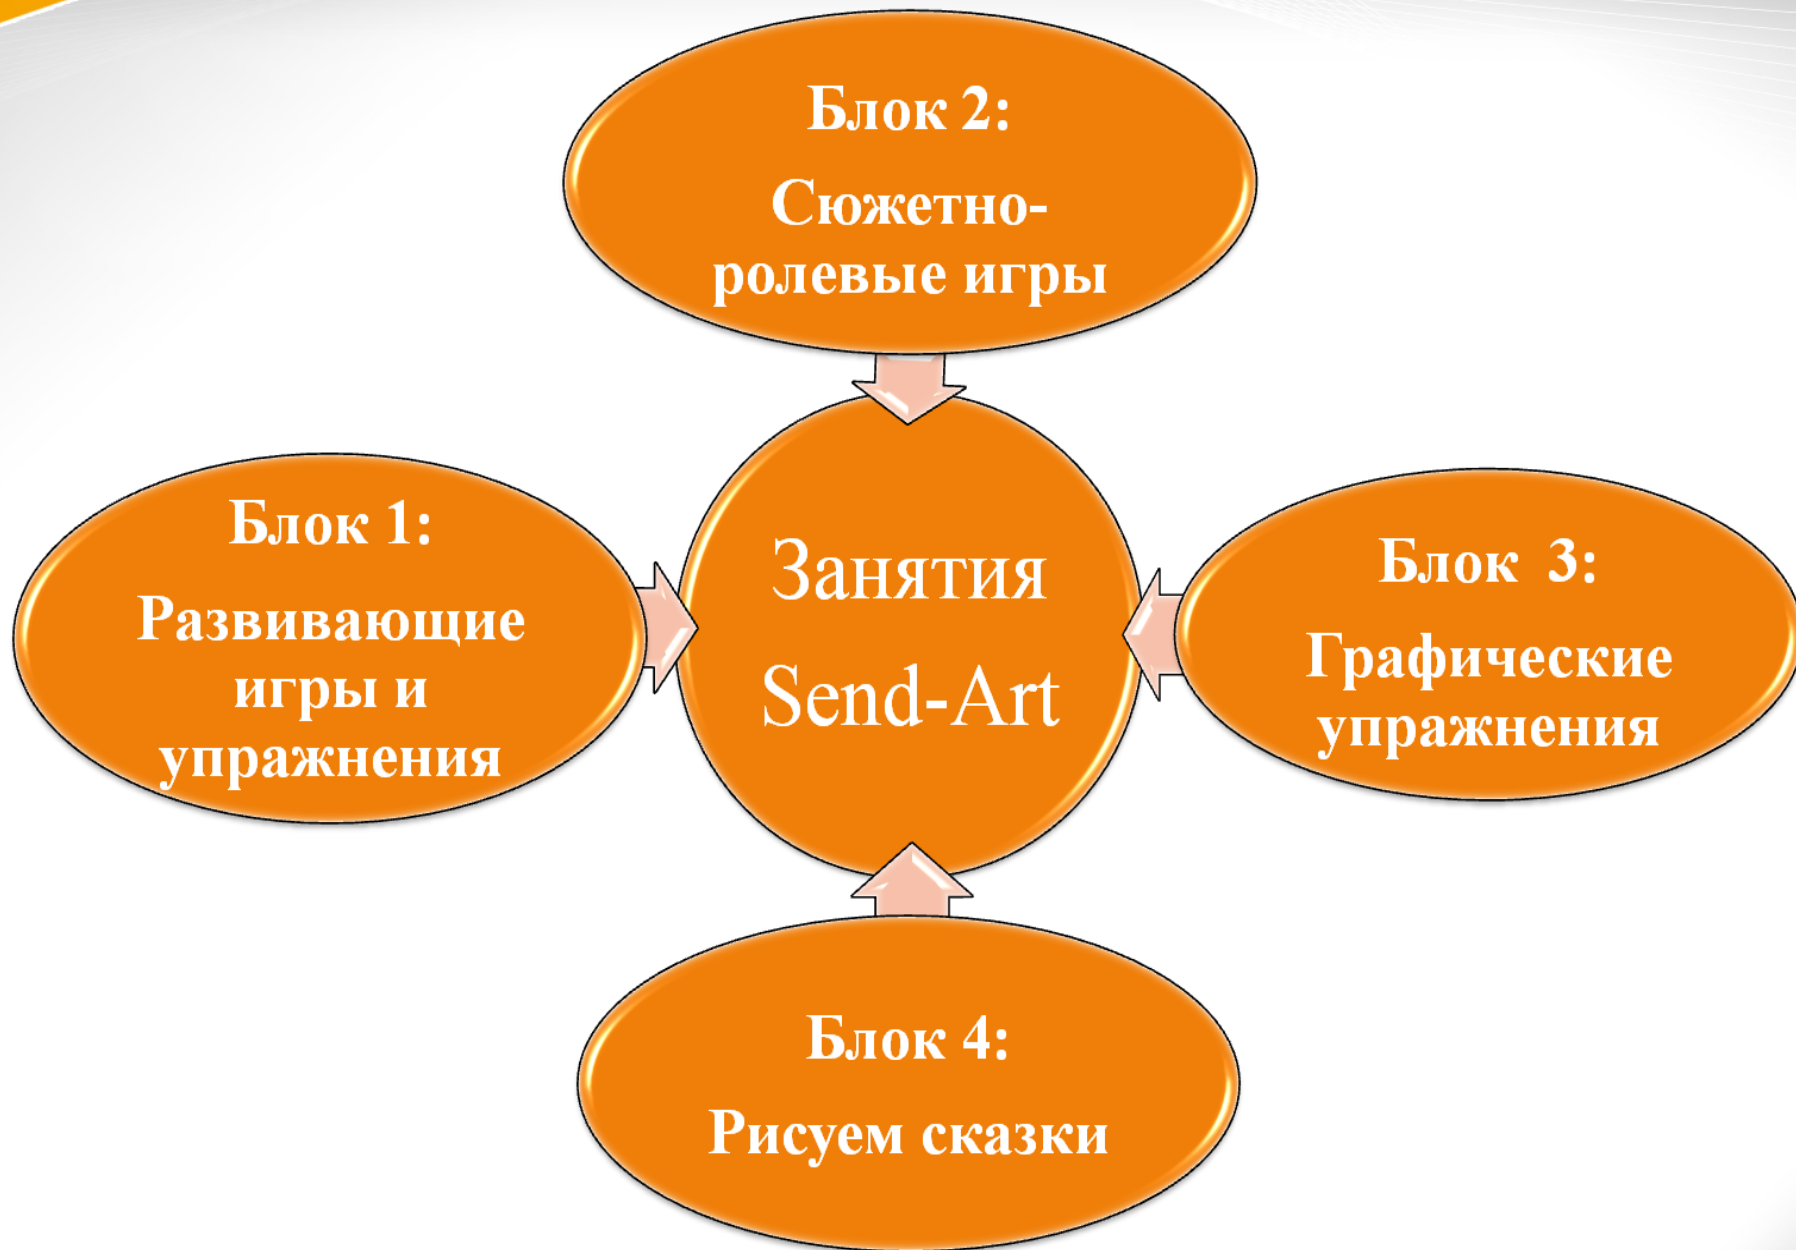 Блок 2:
Сюжетно-
ролевые игры
Блок 1:
Развивающие
игры и
упражнения
Занятия
Send-Art
Блок  3:
Графические
упражнения
Блок 4:
Рисуем сказки